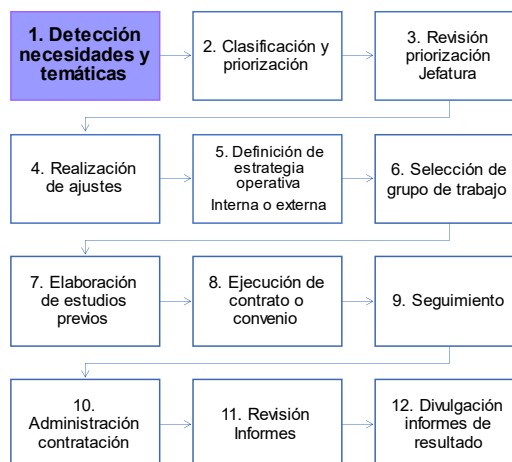 1. Detección
necesidades y
temáticas
2. Clasificación y
priorización
3. Revisión
priorización
Jefatura
4. Realización
de ajustes
5. Definición de
estrategia
operativa
Interna o externa
6. Selección de
grupo de trabajo
7. Elaboración
de estudios
previos
8. Ejecución de
contrato o
convenio
9. Seguimiento
10.
Administración
contratación
11. Revisión
Informes
12. Divulgación
informes de
resultado